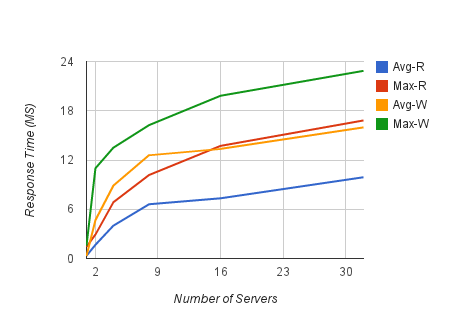 24
18
12
6
0
Response Time (MS)
2
9
16
23
30
Number of Servers
Avg-R
Max-R
Avg-W
Max-W